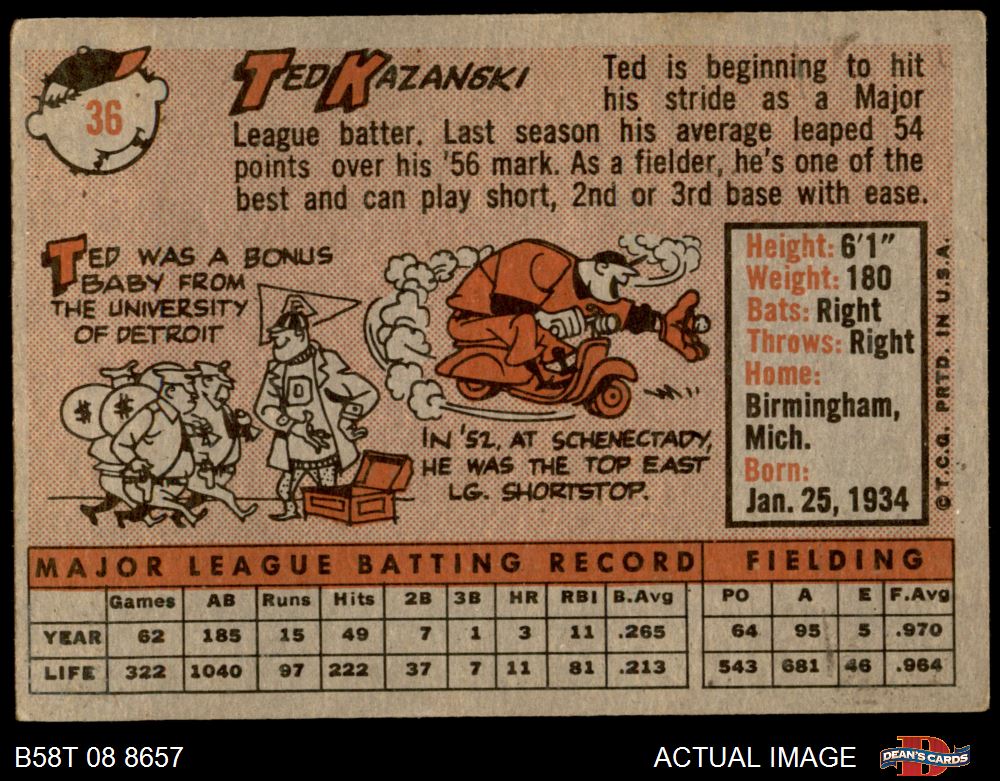 36
TED KAZANSKI
Ted is beginning to hit
his stride as a Major
League batter. Last season his average leaped 54
points over his '56 mark. As a fielder, he's one of the
best and can play short, 2nd or 3rd base with ease.
TED WAS A BONUS
BABY FROM
THE UNIVERSITY
OF DETROIT
$ $
IN '52, AT SCHENECTADY,
HE WAS THE TOP EAST
LG. SHORTSTOP.
Height: 6'1"
Weight: 180
Bats: Right
Throws: Right
Home:
Birmingham,
Mich.
Born:
Jan. 25, 1934
© T.C.G. PRTD. IN U.S.A.
MAJOR LEAGUE BATTING RECORD FIELDING
Games AB Runs Hits 2B 3B HR RBI B.Avg PO A E F.Avg
YEAR 62 185 15 49 7 1 3 11 .265 64 95 5 .970
LIFE 322 1040 97 222 37 7 11 81 .213 543 681 46 .964
B58T 08 8657
ACTUAL IMAGE
DEAN'S CARDS